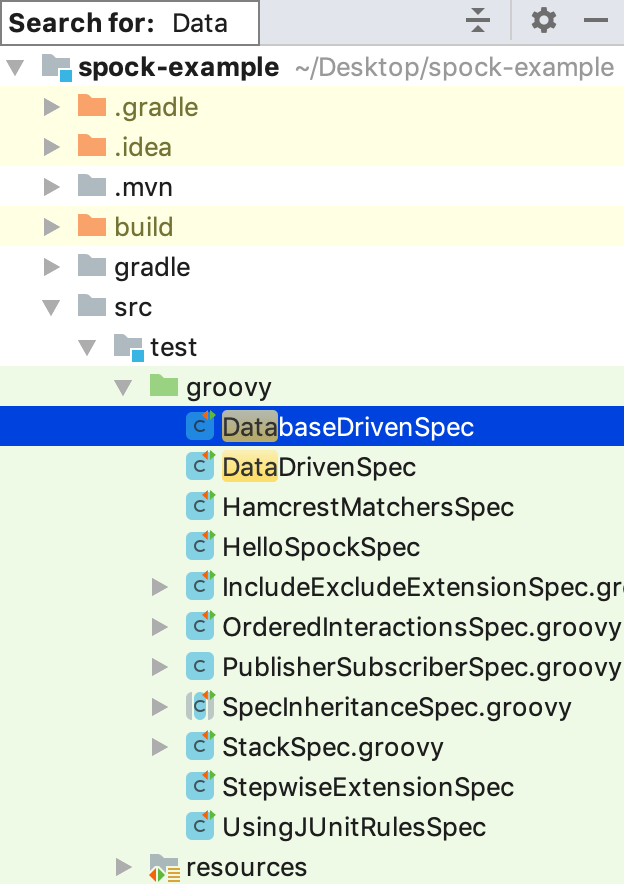 Search for: Data
spock-example ~/Desktop/spock-example
.gradle
.idea
.mvn
build
gradle
src
test
groovy
DatabaseDrivenSpec
DataDrivenSpec
HamcrestMatchersSpec
HelloSpockSpec
IncludeExcludeExtensionSpec.gr
OrderedInteractionsSpec.groovy
PublisherSubscriberSpec.groovy
SpecInheritanceSpec.groovy
StackSpec.groovy
StepwiseExtensionSpec
UsingJUnitRulesSpec
resources